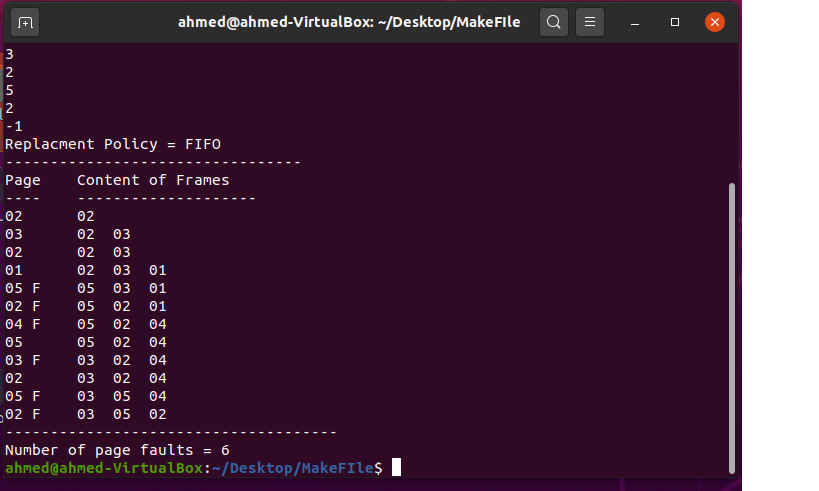 ahmed@ahmed-VirtualBox: ~/Desktop/MakeFIle
3
2
5
2
-1
Replacment Policy = FIFO
---------------------------------
Page    Content of Frames
----    --------------------
02      02
03      02  03
02      02  03
01      02  03  01
05 F    05  03  01
02 F    05  02  01
04 F    05  02  04
05      05  02  04
03 F    03  02  04
02      03  02  04
05 F    03  05  04
02 F    03  05  02
-------------------------------------
Number of page faults = 6
ahmed@ahmed-VirtualBox:~/Desktop/MakeFIle$